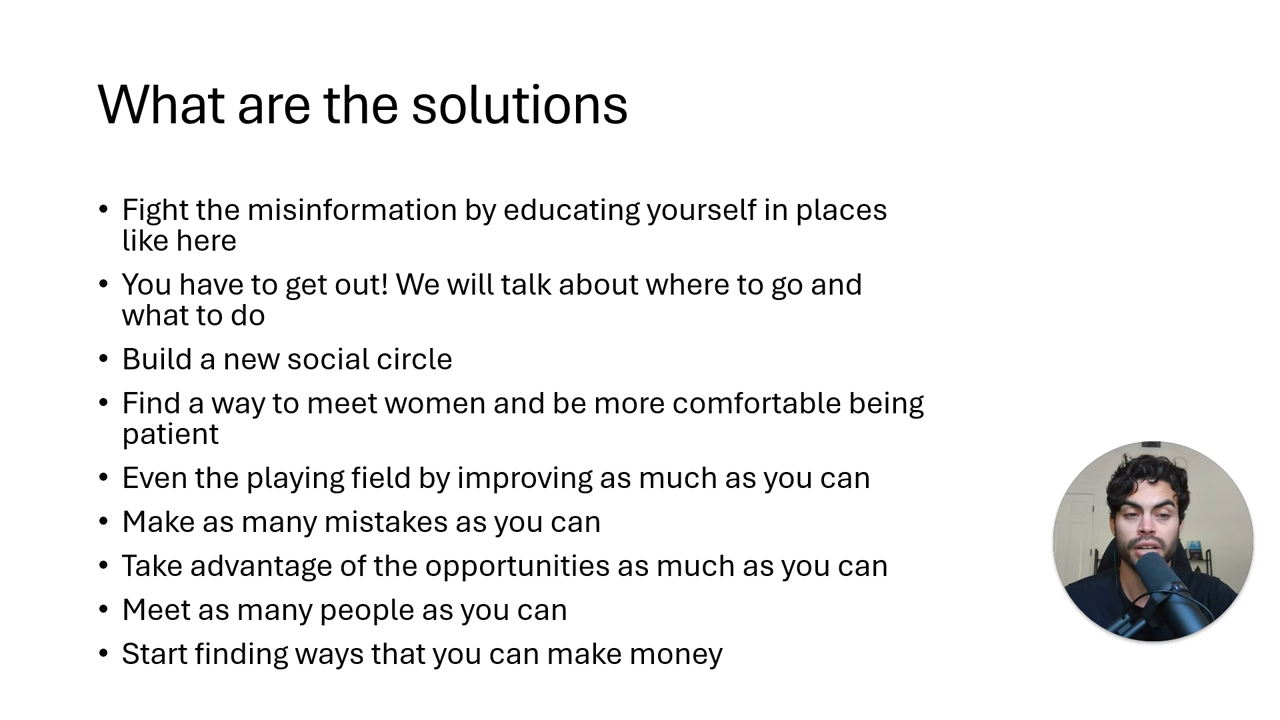 What are the solutions
• Fight the misinformation by educating yourself in places
like here
• You have to get out! We will talk about where to go and
what to do
• Build a new social circle
• Find a way to meet women and be more comfortable being
patient
• Even the playing field by improving as much as you can
• Make as many mistakes as you can
• Take advantage of the opportunities as much as you can
• Meet as many people as you can
• Start finding ways that you can make money